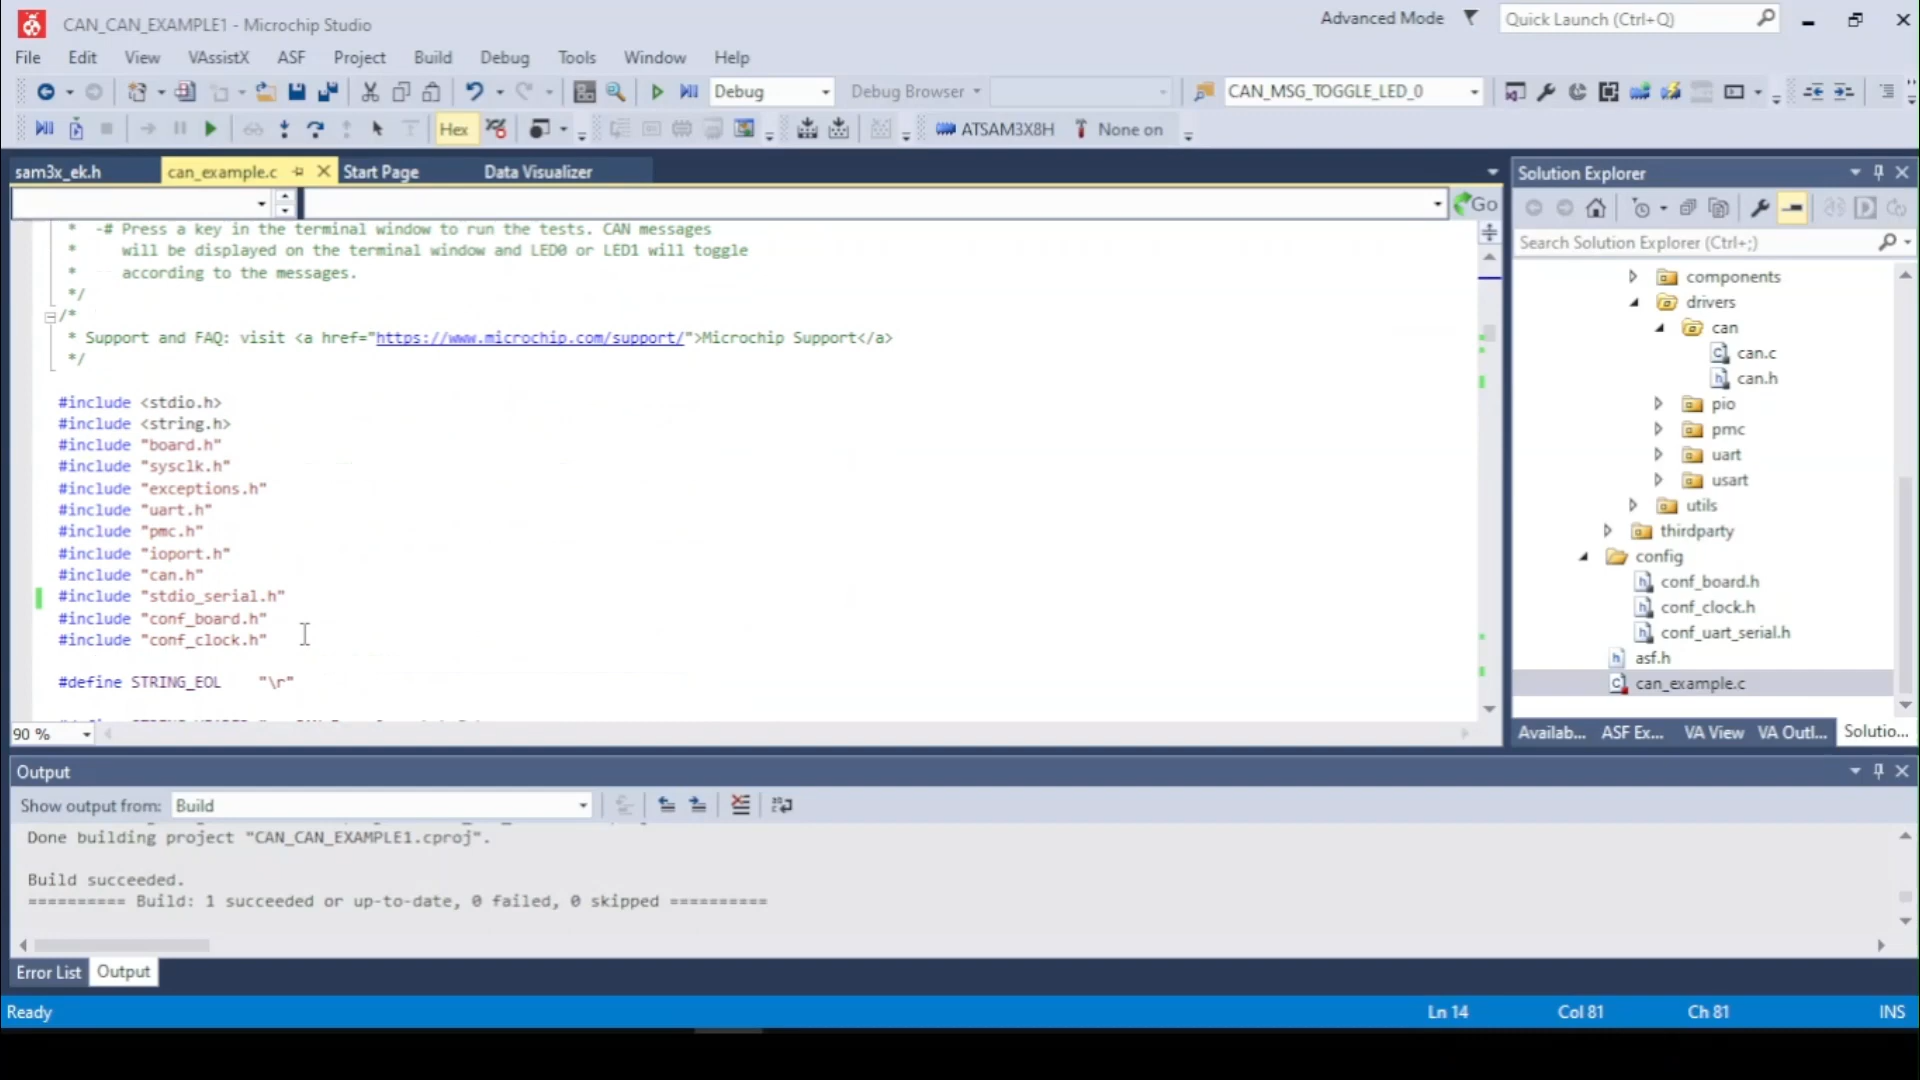 CAN_CAN_EXAMPLE1 - Microchip Studio
Advanced Mode
Quick Launch (Ctrl+Q)
File Edit View VAssistX ASF Project Build Debug Tools Window Help
Debug Debug Browser CAN_MSG_TOGGLE_LED_0
Hex ATSAM3X8H None on
sam3x_ek.h can_example.c Start Page Data Visualizer
Go
* -# Press a key in the terminal window to run the tests. CAN messages
* will be displayed on the terminal window and LED0 or LED1 will toggle
* according to the messages.
*/
/*
* Support and FAQ: visit <a href="https://www.microchip.com/support/">Microchip Support</a>
*/
#include <stdio.h>
#include <string.h>
#include "board.h"
#include "sysclk.h"
#include "exceptions.h"
#include "uart.h"
#include "pmc.h"
#include "ioport.h"
#include "can.h"
#include "stdio_serial.h"
#include "conf_board.h"
#include "conf_clock.h"
#define STRING_EOL "\r"
90 %
Solution Explorer
Search Solution Explorer (Ctrl+;)
components
drivers
can
can.c
can.h
pio
pmc
uart
usart
utils
thirdparty
config
conf_board.h
conf_clock.h
conf_uart_serial.h
asf.h
can_example.c
Availab... ASF Ex... VA View VA Outl... Solutio...
Output
Show output from: Build
Done building project "CAN_CAN_EXAMPLE1.cproj".
Build succeeded.
========== Build: 1 succeeded or up-to-date, 0 failed, 0 skipped ==========
Error List Output
Ready Ln 14 Col 81 Ch 81 INS